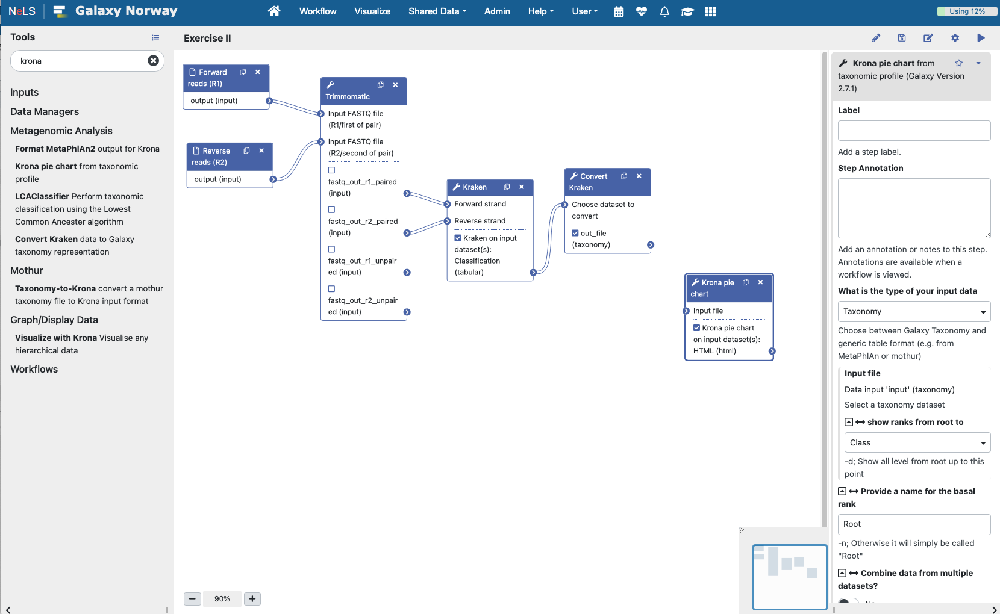 NeLS
Galaxy Norway
Workflow
Visualize
Shared Data
Admin
Help
User
Using 12%
Tools
krona
Inputs
Data Managers
Metagenomic Analysis
Format MetaPhlAn2 output for Krona
Krona pie chart from taxonomic
profile
LCAClassifier Perform taxonomic
classification using the Lowest
Common Ancester algorithm
Convert Kraken data to Galaxy
taxonomy representation
Mothur
Taxonomy-to-Krona convert a mothur
taxonomy file to Krona input format
Graph/Display Data
Visualize with Krona Visualise any
hierarchical data
Workflows
Exercise II
Forward
reads (R1)
output (input)
Reverse
reads (R2)
output (input)
Trimmomatic
Input FASTQ file
(R1/first of pair)
Input FASTQ file
(R2/second of pair)
fastq_out_r1_paired
(input)
fastq_out_r2_paired
(input)
fastq_out_r1_unpair
ed (input)
fastq_out_r2_unpair
ed (input)
Kraken
Forward strand
Reverse strand
Kraken on input
dataset(s):
Classification
(tabular)
Convert
Kraken
Choose dataset to
convert
out_file
(taxonomy)
Krona pie
chart
Input file
Krona pie chart
on input dataset(s):
HTML (html)
90%
Krona pie chart from
taxonomic profile (Galaxy Version
2.7.1)
Label
Add a step label.
Step Annotation
Add an annotation or notes to this step.
Annotations are available when a
workflow is viewed.
What is the type of your input data
Taxonomy
Choose between Galaxy Taxonomy and
generic table format (e.g. from
MetaPhlAn or mothur)
Input file
Data input 'input' (taxonomy)
Select a taxonomy dataset
show ranks from root to
Class
-d; Show all level from root up to this
point
Provide a name for the basal
rank
Root
-n; Otherwise it will simply be called
"Root"
Combine data from multiple
datasets?